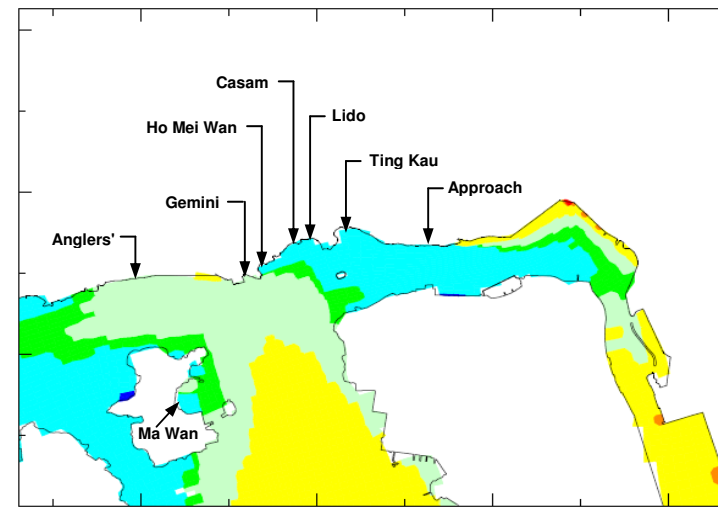 Casam
Lido
Ho Mei Wan
Ting Kau
Approach
Gemini
Anglers'
Ma Wan